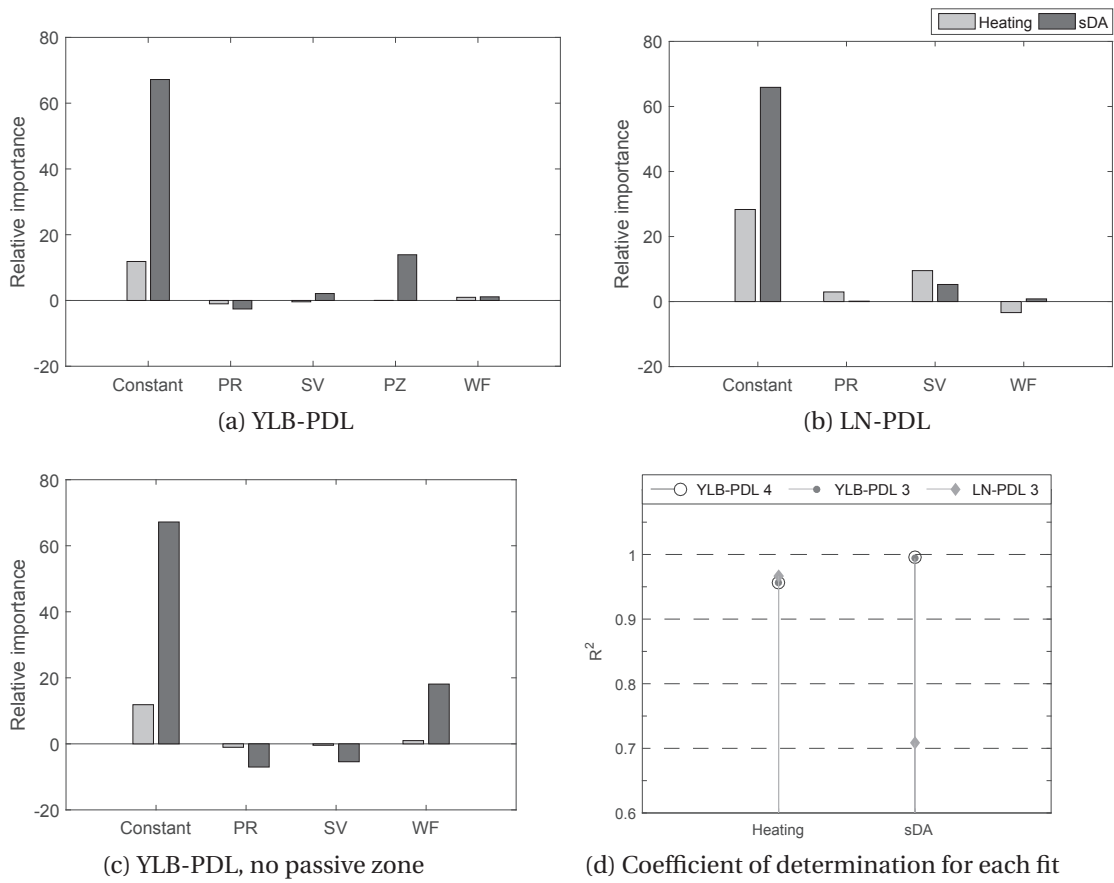 80
60
40
20
0
-20
Relative importance
Constant PR SV PZ WF
(a) YLB-PDL
Heating sDA
80
60
40
20
0
-20
Relative importance
Constant PR SV WF
(b) LN-PDL
80
60
40
20
0
-20
Relative importance
Constant PR SV WF
(c) YLB-PDL, no passive zone
YLB-PDL 4 YLB-PDL 3 LN-PDL 3
1
0.9
0.8
0.7
0.6
R²
Heating sDA
(d) Coefficient of determination for each fit